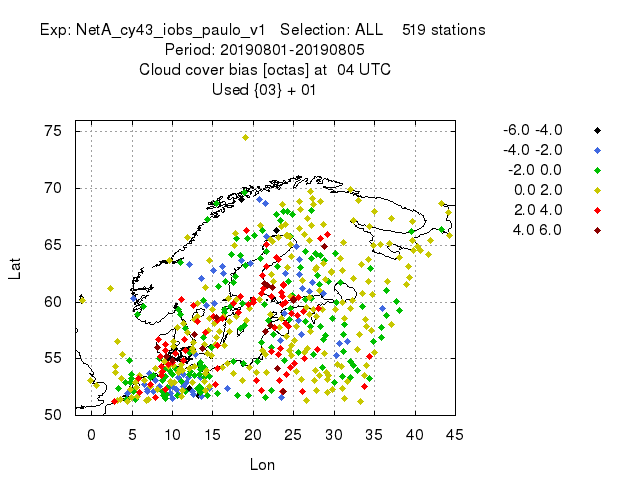 Exp: NetA_cy43_iobs_paulo_v1   Selection: ALL    519 stations
Period: 20190801-20190805
Cloud cover bias [octas] at  04 UTC
Used {03} + 01
-6.0 -4.0
-4.0 -2.0
-2.0 0.0
0.0 2.0
2.0 4.0
4.0 6.0
75
70
65
60
55
50
Lat
0 5 10 15 20 25 30 35 40 45
Lon